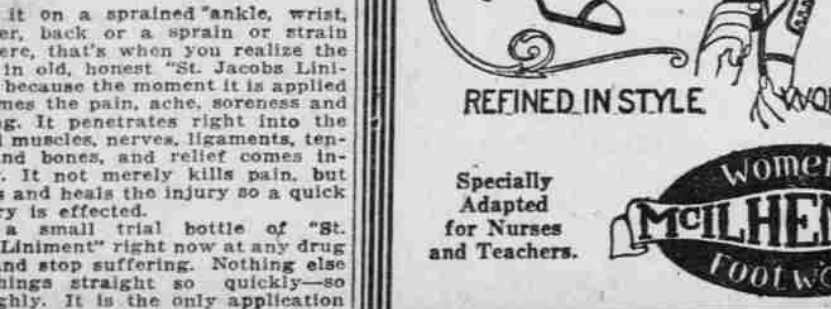 it on a sprained "ankle, wrist,
er, back or a sprain or strain
ere, that's when you realize the
in old, honest "St. Jacobs Lini-
because the moment it is applied
mes the pain, ache, soreness and
g. It penetrates right into the
muscles, nerves, ligaments, ten-
and bones, and relief comes in-
. It not merely kills pain, but
s and heals the injury so a quick
ry is effected.
a small trial bottle of "St.
Liniment" right now at any drug
and stop suffering. Nothing else
hings straight so quickly—so
ghly. It is the only application
REFINED IN STYLE
WO
Specially
Adapted
for Nurses
and Teachers.
Women
McILHE
FOOTW